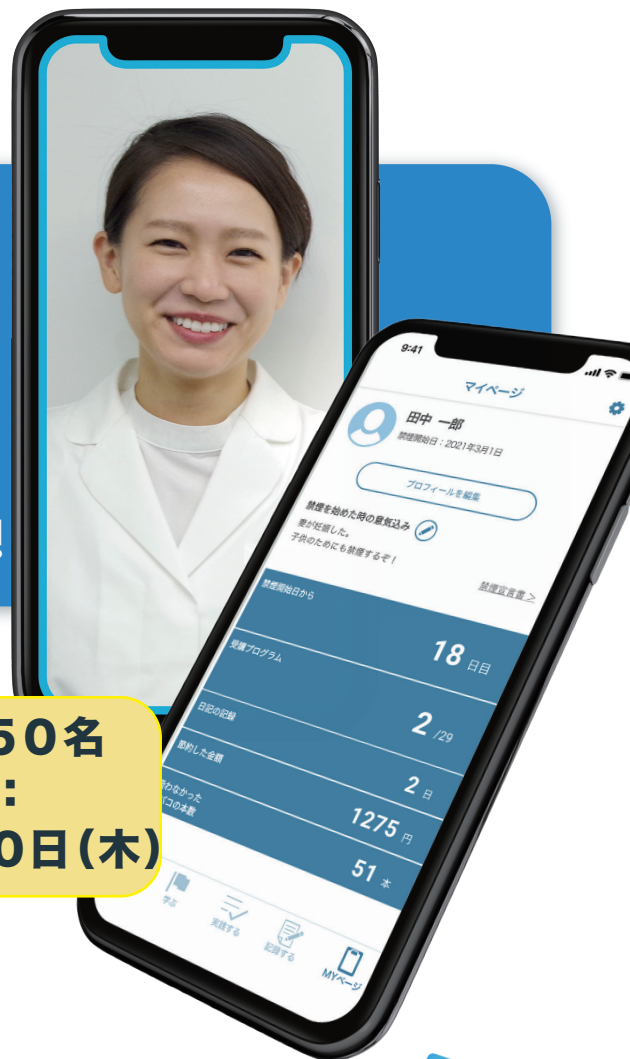 !
50名
:
0日(木)
9:41
マイページ
田中 一郎
禁煙開始日：2021年3月1日
プロフィールを編集
禁煙を始めた時の意気込み
妻が妊娠した。
子供のためにも禁煙するぞ！
禁煙宣言書 >
禁煙開始日から
18 日目
受講プログラム
2 /29
日記の記録
2 日
節約した金額
1275 円
わなかった
コの本数
51 本
学ぶ
実践する
記録する
MYページ